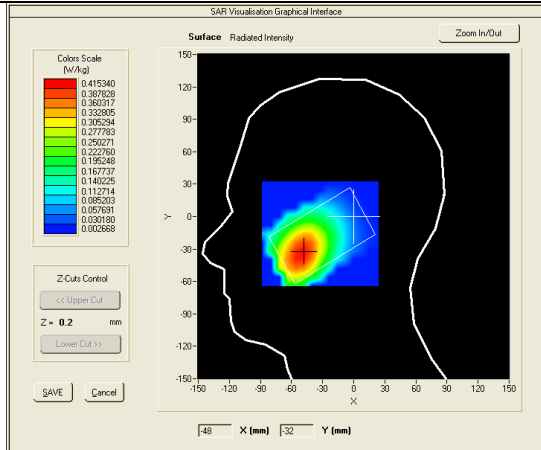 SAR Visualisation Graphical Interface
Surface Radiated Intensity
Zoom In/Out
Colors Scale
(W/kg)
0.415340
0.387828
0.360317
0.332805
0.305294
0.277783
0.250271
0.222760
0.195248
0.167737
0.140225
0.112714
0.085203
0.057691
0.030180
0.002668
Z-Cuts Control
<< Upper Cut
Z = 0.2 mm
Lower Cut >>
SAVE Cancel
150
120
90
60
30
0
-30
-60
-90
-120
-150
Y
-150 -120 -90 -60 -30 0 30 60 90 120 150
X
-48 X (mm) -32 Y (mm)